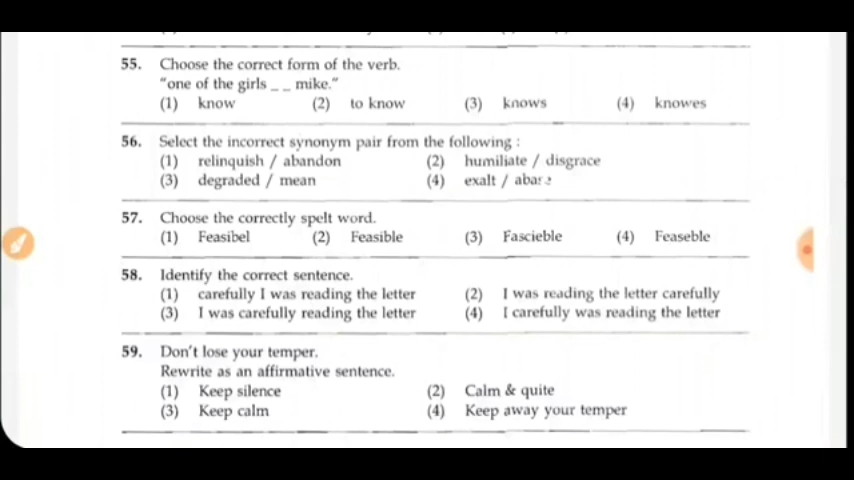 55. Choose the correct form of the verb.
"one of the girls _ _ mike."
(1) know (2) to know (3) knows (4) knowes
56. Select the incorrect synonym pair from the following :
(1) relinquish / abandon (2) humiliate / disgrace
(3) degraded / mean (4) exalt /
57. Choose the correctly spelt word.
(1) Feasibel (2) Feasible (3) Fascieble (4) Feaseble
58. Identify the correct sentence.
(1) carefully I was reading the letter (2) I was reading the letter carefully
(3) I was carefully reading the letter (4) I carefully was reading the letter
59. Don't lose your temper.
Rewrite as an affirmative sentence.
(1) Keep silence (2) Calm & quite
(3) Keep calm (4) Keep away your temper